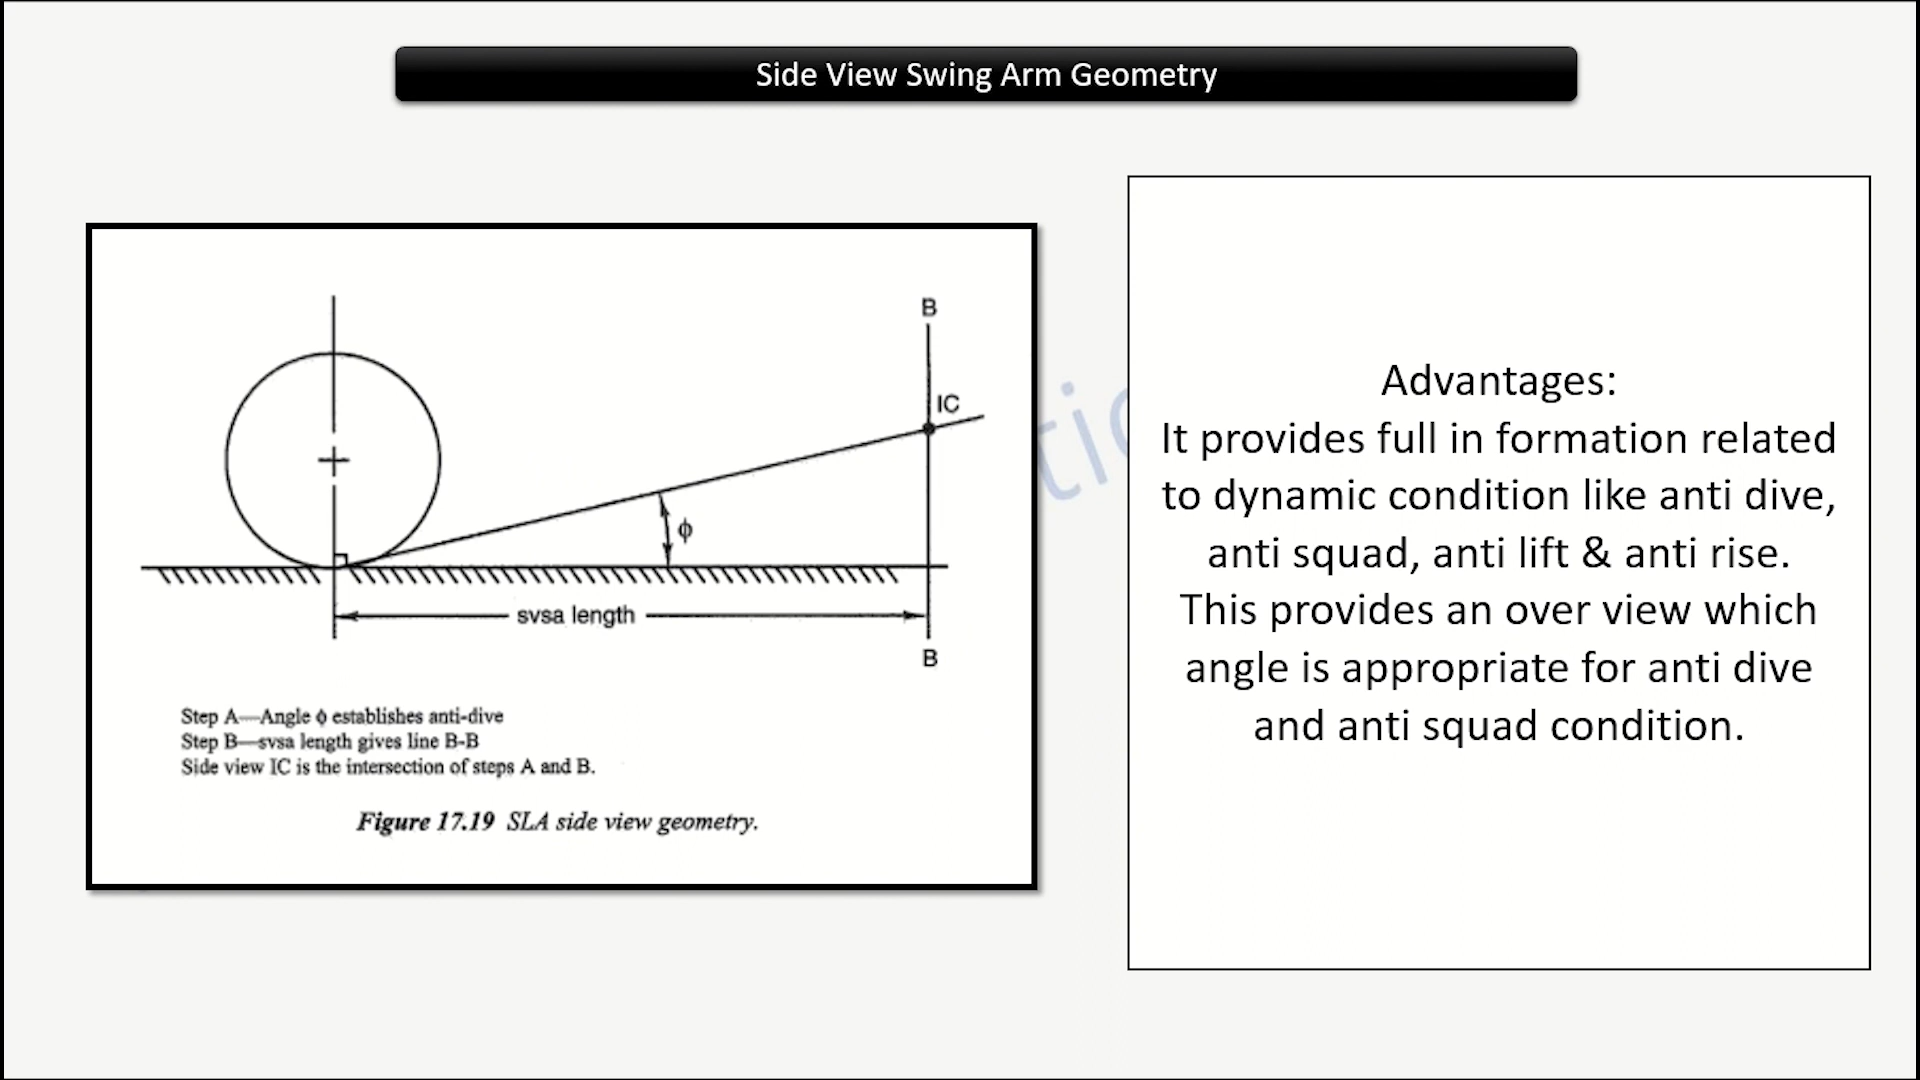 Side View Swing Arm Geometry
B
IC
ϕ
svsa length
B
Step A—Angle ϕ establishes anti-dive
Step B—svsa length gives line B-B
Side view IC is the intersection of steps A and B.
Figure 17.19 SLA side view geometry.
Advantages:
It provides full in formation related
to dynamic condition like anti dive,
anti squad, anti lift & anti rise.
This provides an over view which
angle is appropriate for anti dive
and anti squad condition.